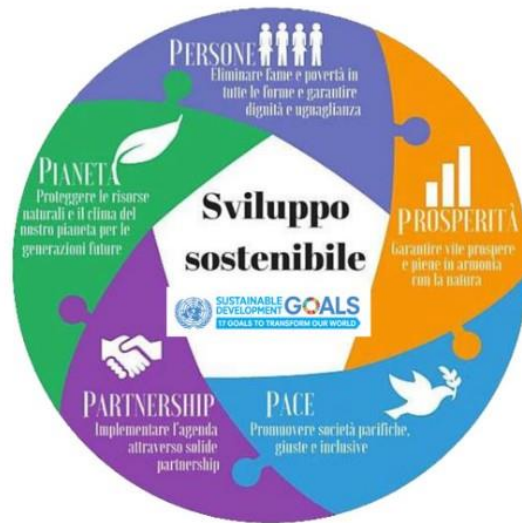 PERSONE
Eliminare fame e povertà in
tutte le forme e garantire
dignità e uguaglianza
PROSPERITÀ
Garantire vite prospere
e piene in armonia
con la natura
PACE
Promuovere società pacifiche,
giuste e inclusive
PARTNERSHIP
Implementare l'agenda
attraverso solide
partnership
PIANETA
Proteggere le risorse
naturali e il clima del
nostro pianeta per le
generazioni future
Sviluppo
sostenibile
SUSTAINABLE
DEVELOPMENT GOALS
17 GOALS TO TRANSFORM OUR WORLD